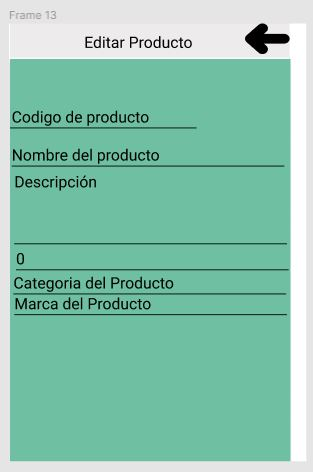 Frame 13
Editar Producto
Codigo de producto
Nombre del producto
Descripción
0
Categoria del Producto
Marca del Producto